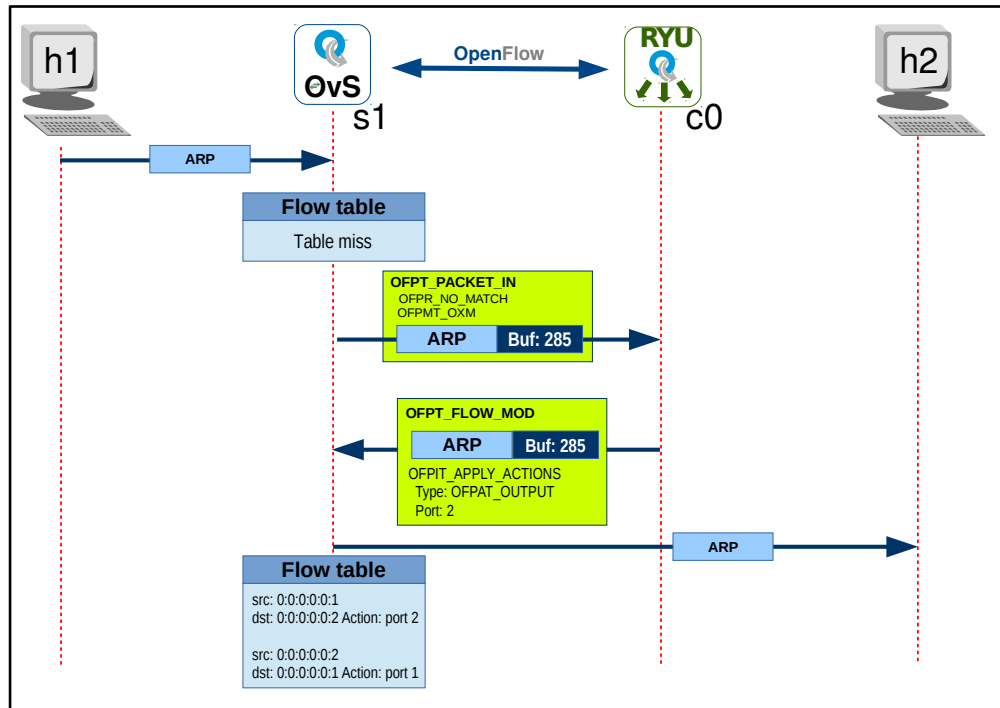 h1
OvS
s1
OpenFlow
RYU
c0
h2
ARP
Flow table
Table miss
OFPT_PACKET_IN
OFPR_NO_MATCH
OFPMT_OXM
ARP Buf: 285
OFPT_FLOW_MOD
ARP Buf: 285
OFPIT_APPLY_ACTIONS
Type: OFPAT_OUTPUT
Port: 2
ARP
Flow table
src: 0:0:0:0:0:1
dst: 0:0:0:0:0:2 Action: port 2
src: 0:0:0:0:0:2
dst: 0:0:0:0:0:1 Action: port 1